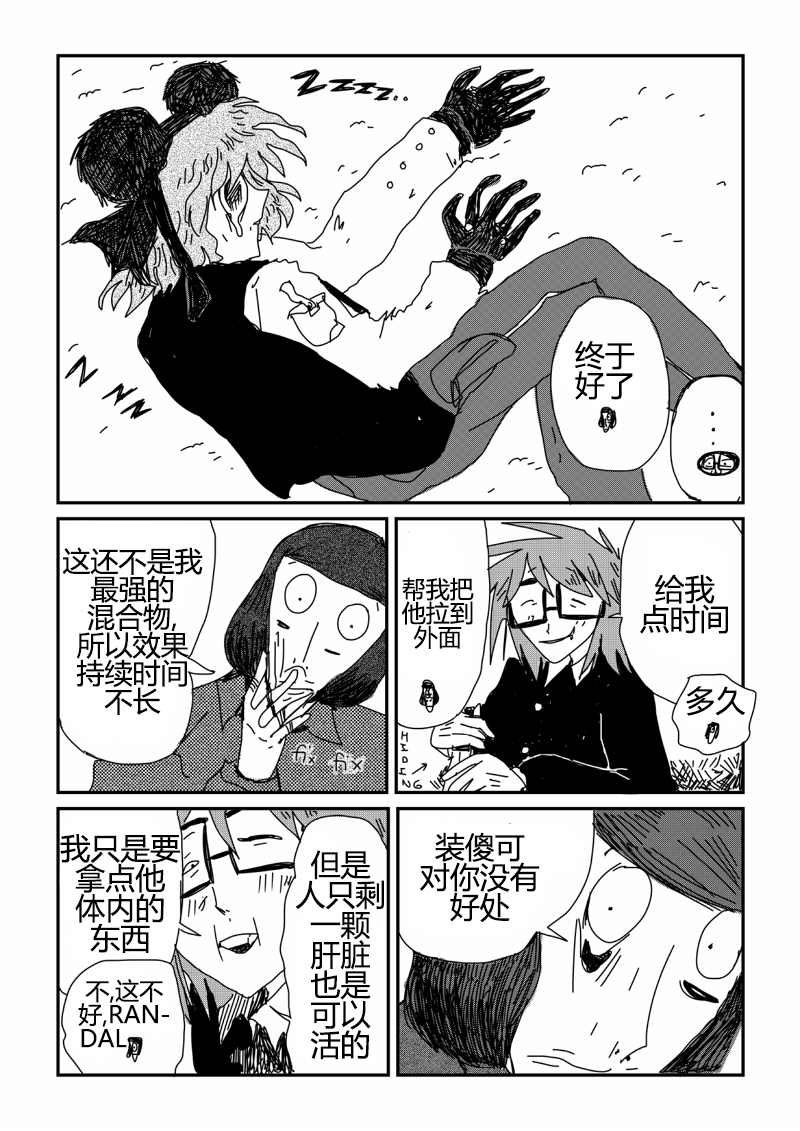 ZZZZ..
ZZZ
终于
好了
...
给我
点时间
多久
帮我把
他拉到
外面
这还不是我
最强的
混合物,
所以效果
持续时间
不长
装傻可
对你没有
好处
但是
人只剩
一颗
肝脏
也是
可以
活的
我只是要
拿点他
体内的
东西
不,这不
好,RAN-
DAL